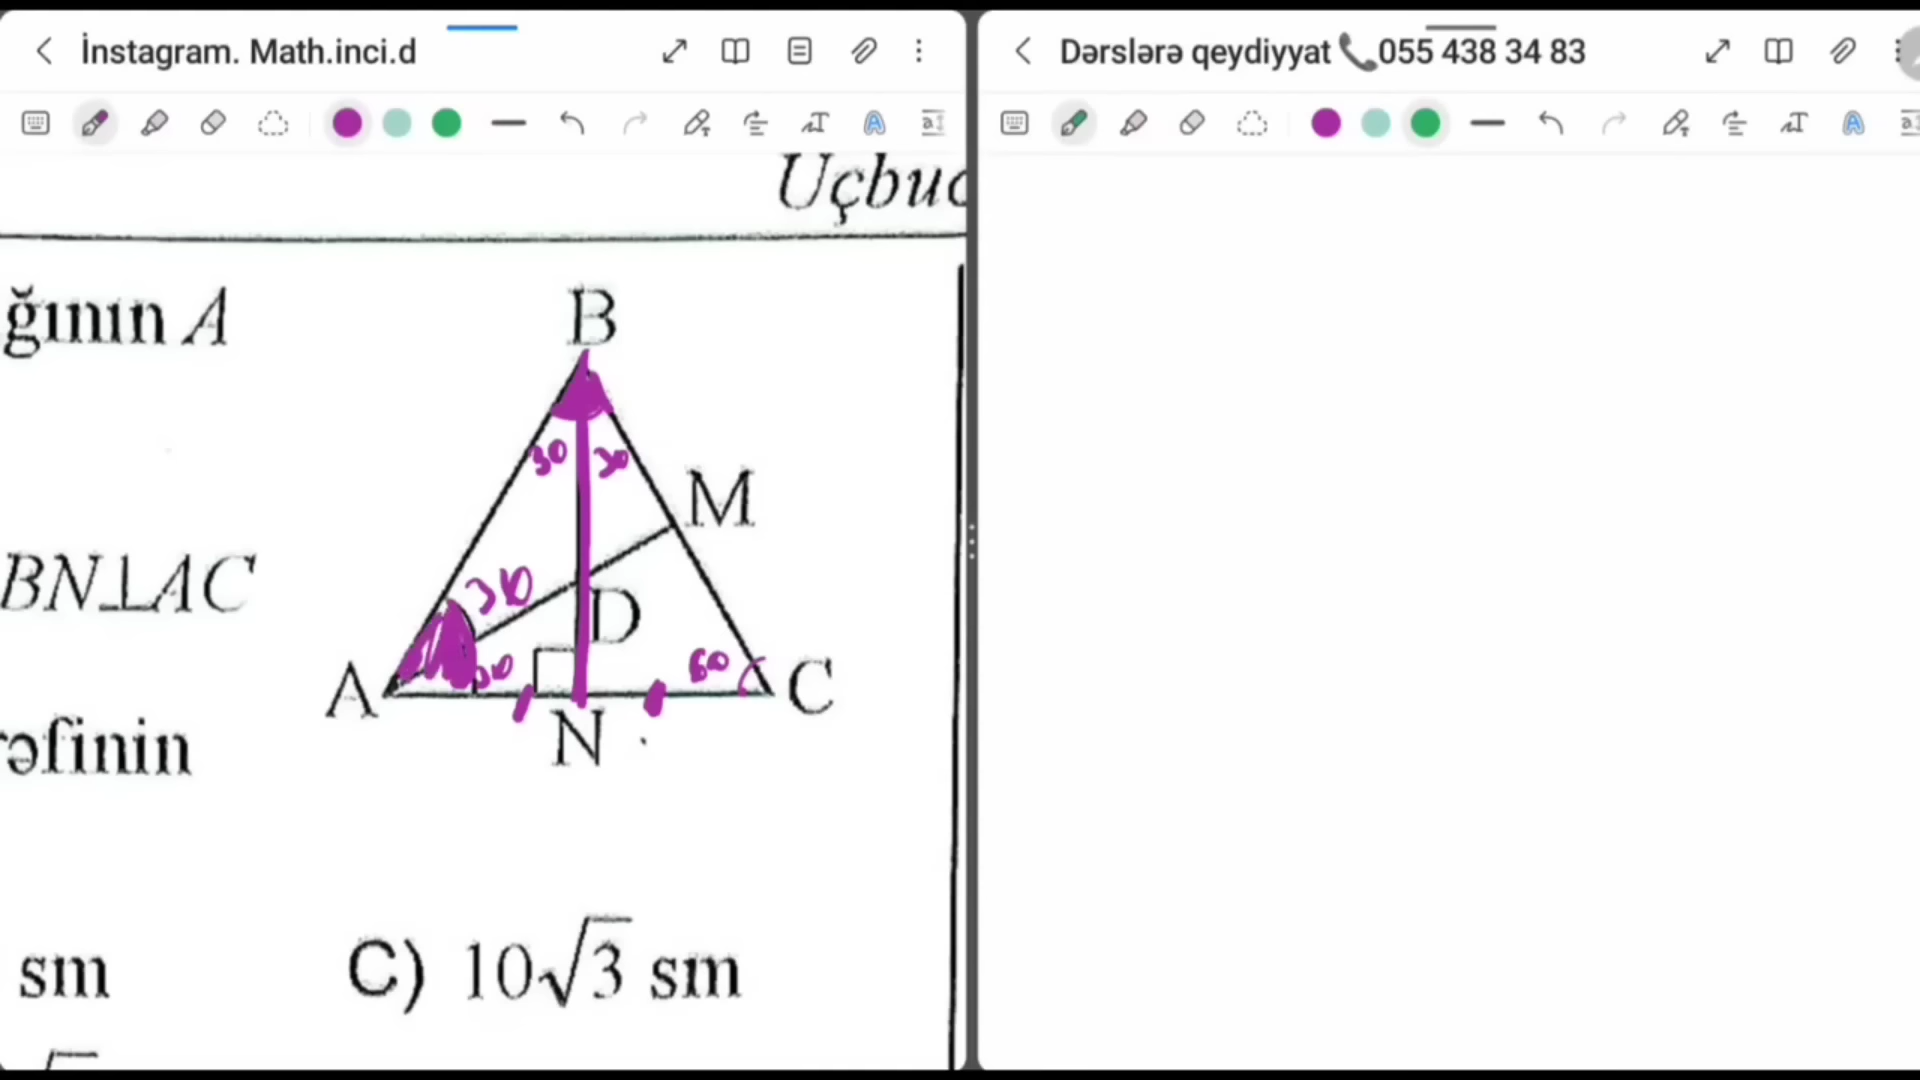 İnstagram. Math.inci.d
Dərslərə qeydiyyat 📞055 438 34 83
Uçbuc
ğının A
B
30 30
BN⊥AC
M
30
D
30
60
A
C
N
rəfinin
sm
C) 10√3 sm